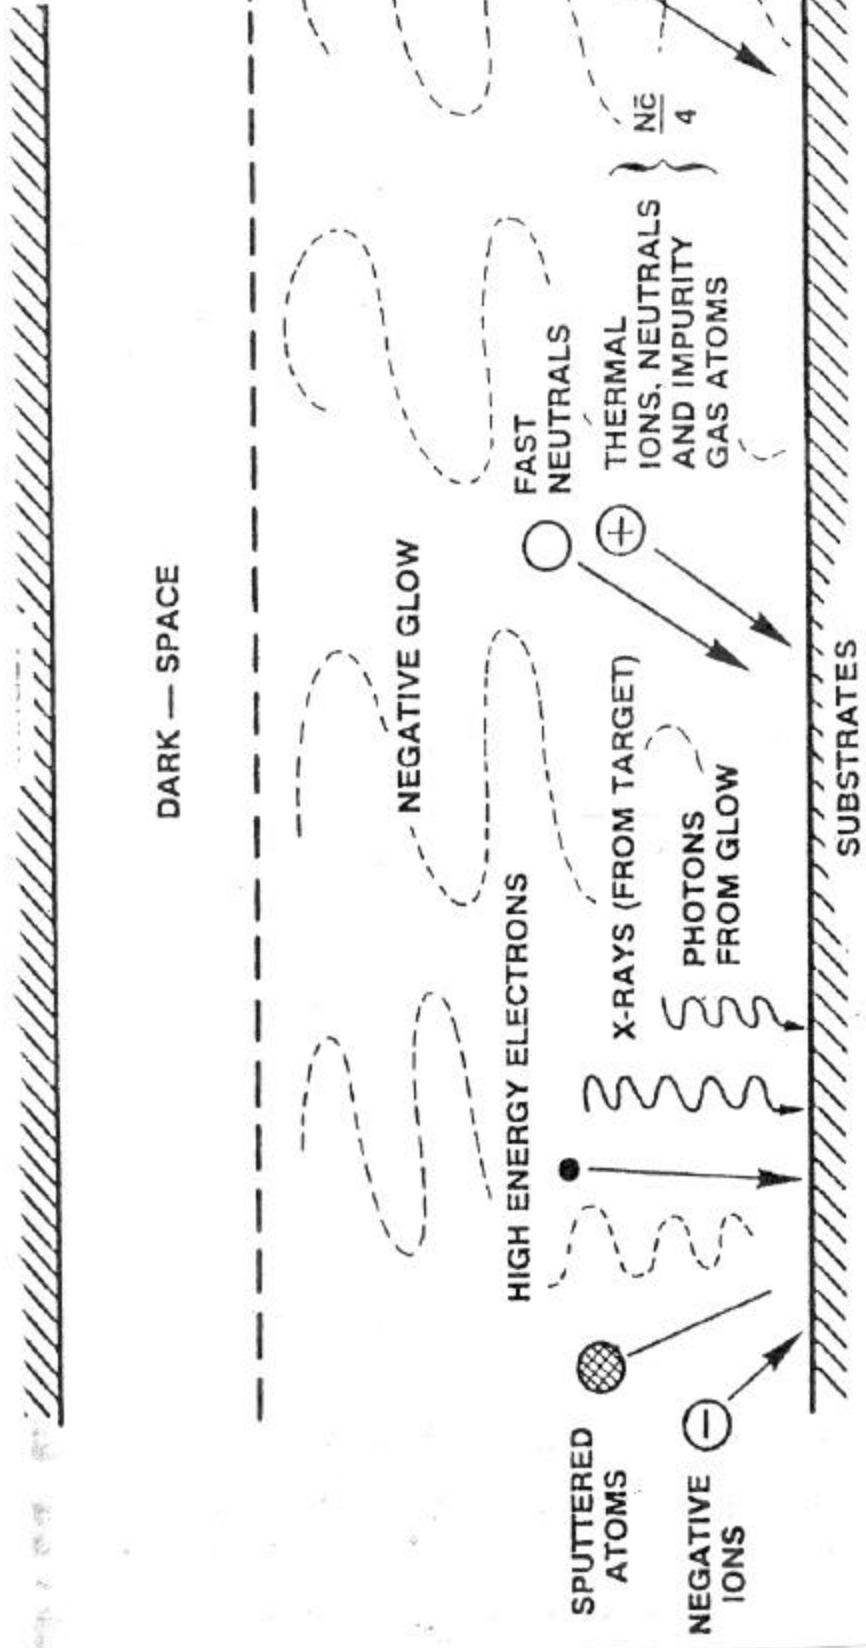 DARK — SPACE
NEGATIVE GLOW
HIGH ENERGY ELECTRONS
SPUTTERED
ATOMS
NEGATIVE
IONS
X-RAYS (FROM TARGET)
PHOTONS
FROM GLOW
FAST
NEUTRALS
THERMAL
IONS, NEUTRALS
AND IMPURITY
GAS ATOMS
Nc̄
4
+
−
SUBSTRATES